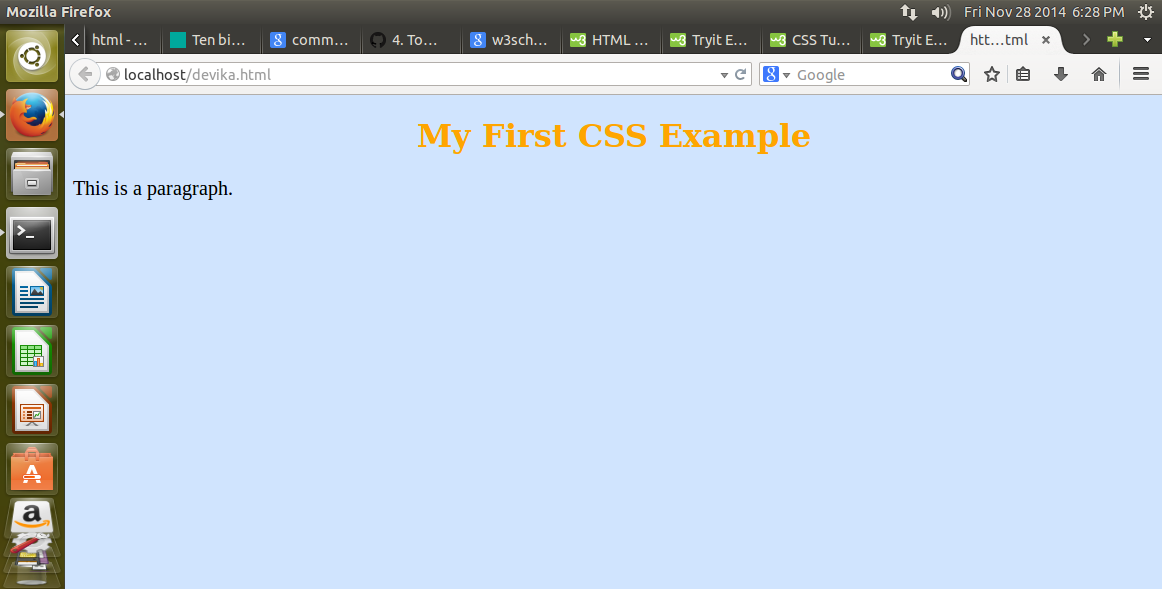 Mozilla Firefox
Fri Nov 28 2014 6:28 PM
html - ...
Ten bi...
comm...
4. To...
w3sch...
HTML ...
Tryit E...
CSS Tu...
Tryit E...
htt...tml
localhost/devika.html
Google
My First CSS Example
This is a paragraph.